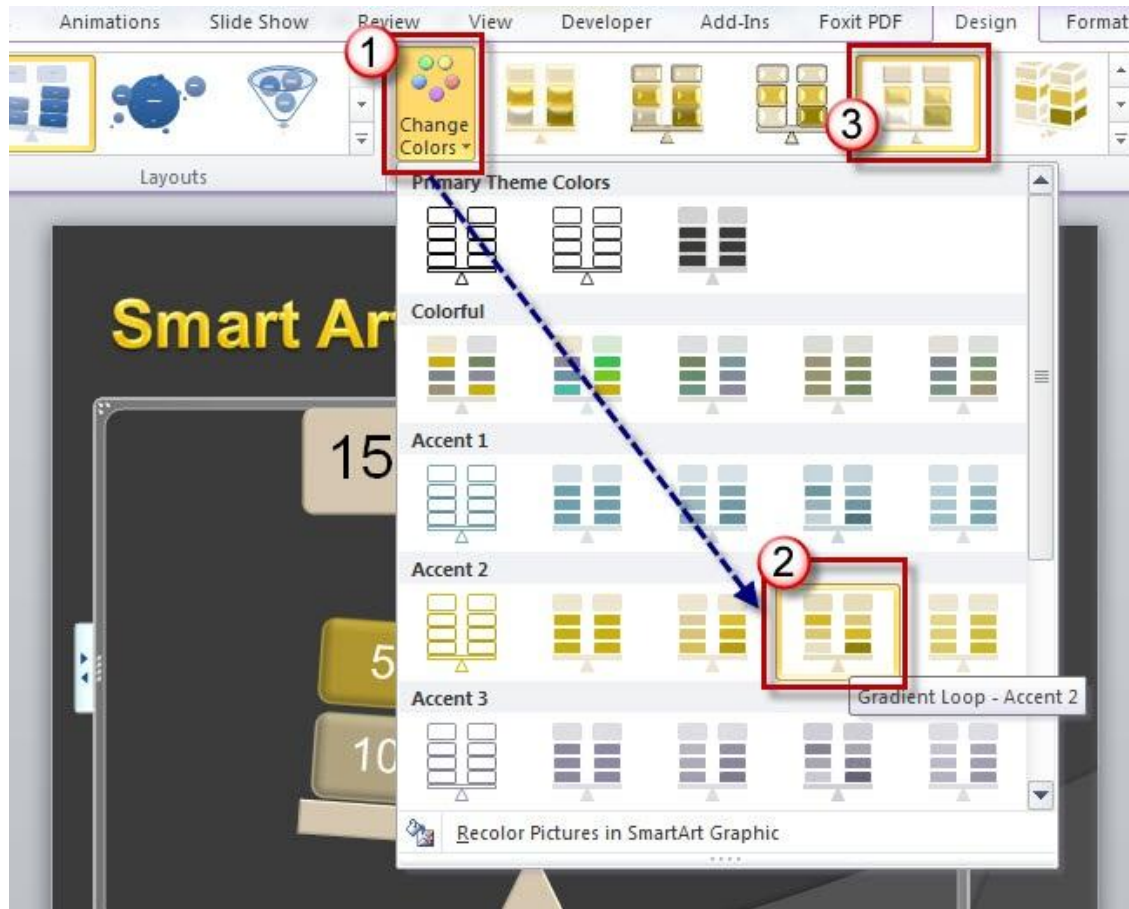 Animations Slide Show Review View Developer Add-Ins Foxit PDF Design Format
1
Change
Colors
3
Layouts
Primary Theme Colors
Smart Ar
Colorful
15
Accent 1
2
Accent 2
5
Gradient Loop - Accent 2
Accent 3
10
Recolor Pictures in SmartArt Graphic